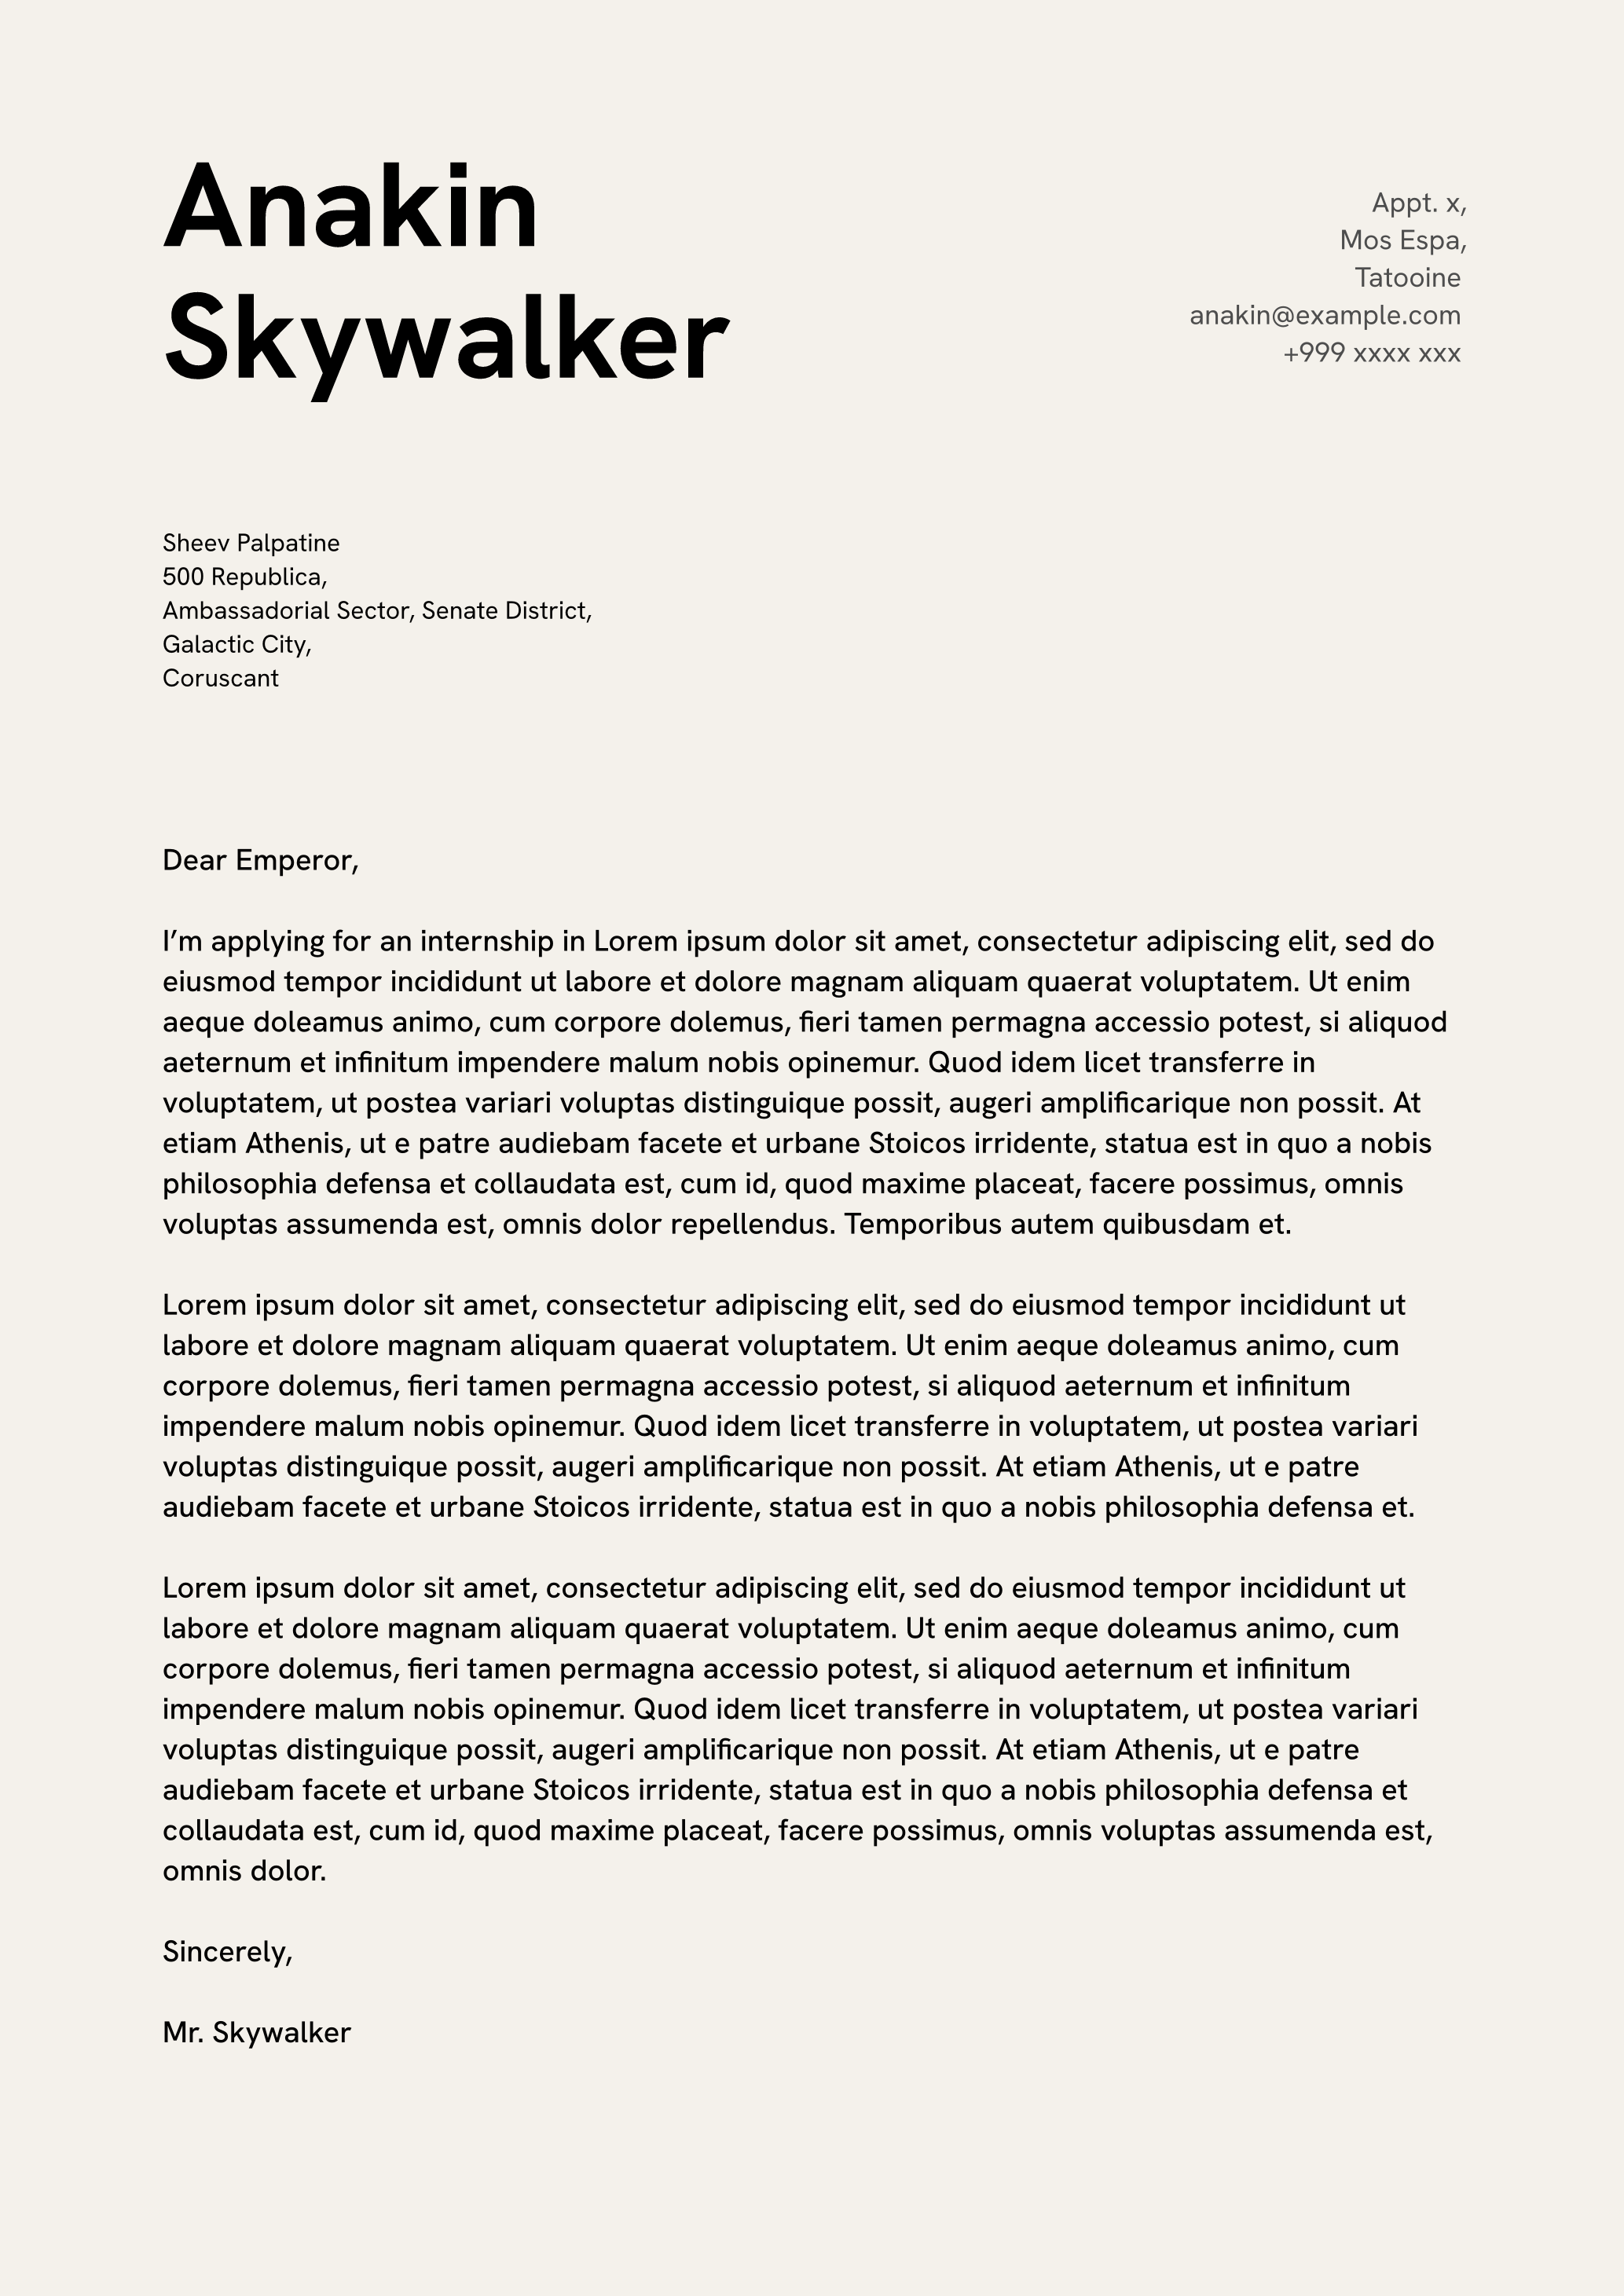 Anakin
Skywalker
Appt. x,
Mos Espa,
Tatooine
anakin@example.com
+999 xxxx xxx
Sheev Palpatine
500 Republica,
Ambassadorial Sector, Senate District,
Galactic City,
Coruscant
Dear Emperor,
I’m applying for an internship in Lorem ipsum dolor sit amet, consectetur adipiscing elit, sed do
eiusmod tempor incididunt ut labore et dolore magnam aliquam quaerat voluptatem. Ut enim
aeque doleamus animo, cum corpore dolemus, fieri tamen permagna accessio potest, si aliquod
aeternum et infinitum impendere malum nobis opinemur. Quod idem licet transferre in
voluptatem, ut postea variari voluptas distinguique possit, augeri amplificarique non possit. At
etiam Athenis, ut e patre audiebam facete et urbane Stoicos irridente, statua est in quo a nobis
philosophia defensa et collaudata est, cum id, quod maxime placeat, facere possimus, omnis
voluptas assumenda est, omnis dolor repellendus. Temporibus autem quibusdam et.
Lorem ipsum dolor sit amet, consectetur adipiscing elit, sed do eiusmod tempor incididunt ut
labore et dolore magnam aliquam quaerat voluptatem. Ut enim aeque doleamus animo, cum
corpore dolemus, fieri tamen permagna accessio potest, si aliquod aeternum et infinitum
impendere malum nobis opinemur. Quod idem licet transferre in voluptatem, ut postea variari
voluptas distinguique possit, augeri amplificarique non possit. At etiam Athenis, ut e patre
audiebam facete et urbane Stoicos irridente, statua est in quo a nobis philosophia defensa et.
Lorem ipsum dolor sit amet, consectetur adipiscing elit, sed do eiusmod tempor incididunt ut
labore et dolore magnam aliquam quaerat voluptatem. Ut enim aeque doleamus animo, cum
corpore dolemus, fieri tamen permagna accessio potest, si aliquod aeternum et infinitum
impendere malum nobis opinemur. Quod idem licet transferre in voluptatem, ut postea variari
voluptas distinguique possit, augeri amplificarique non possit. At etiam Athenis, ut e patre
audiebam facete et urbane Stoicos irridente, statua est in quo a nobis philosophia defensa et
collaudata est, cum id, quod maxime placeat, facere possimus, omnis voluptas assumenda est,
omnis dolor.
Sincerely,
Mr. Skywalker